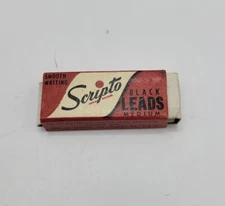 SMOOTH
WRITING
Scripto
BLACK
LEADS
MEDIUM